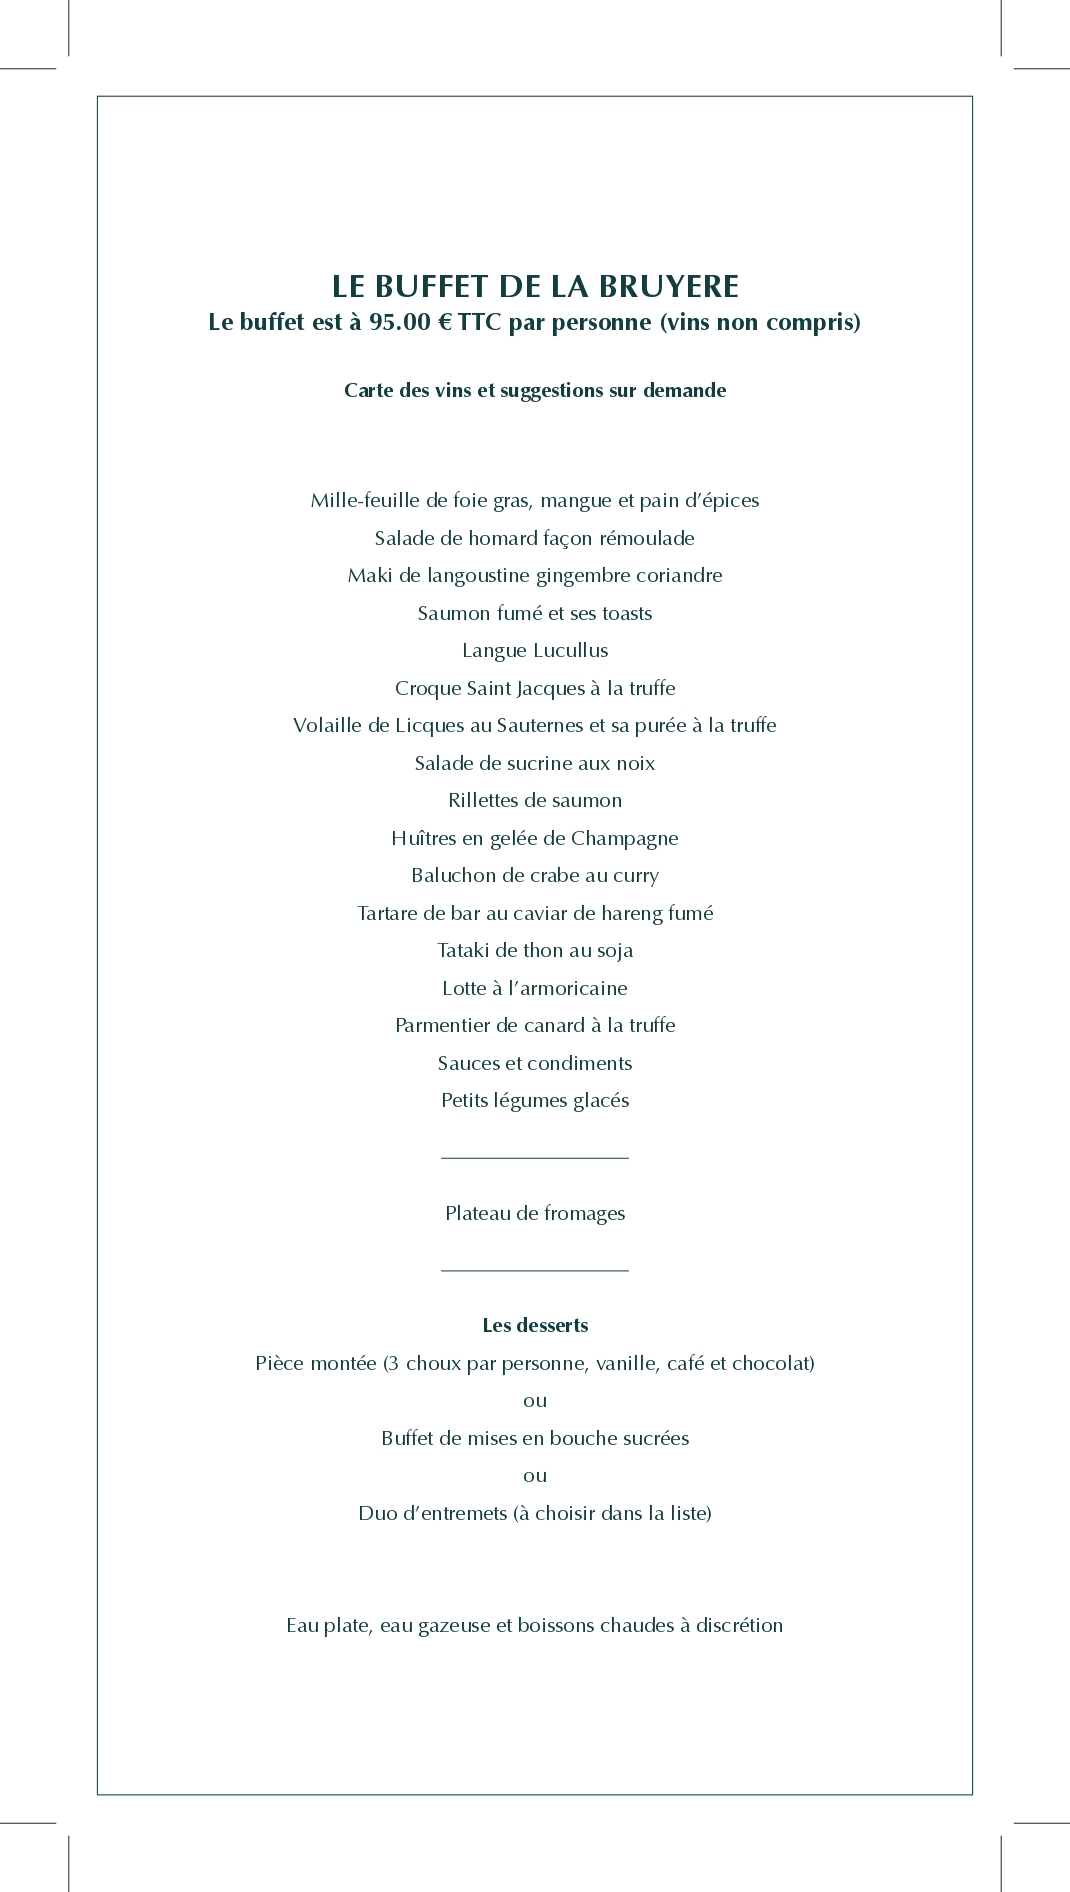 LE BUFFET DE LA BRUYERE
Le buffet est à 95.00 € TTC par personne (vins non compris)
Carte des vins et suggestions sur demande
Mille-feuille de foie gras, mangue et pain d’épices
Salade de homard façon rémoulade
Maki de langoustine gingembre coriandre
Saumon fumé et ses toasts
Langue Lucullus
Croque Saint Jacques à la truffe
Volaille de Licques au Sauternes et sa purée à la truffe
Salade de sucrine aux noix
Rillettes de saumon
Huîtres en gelée de Champagne
Baluchon de crabe au curry
Tartare de bar au caviar de hareng fumé
Tataki de thon au soja
Lotte à l’armoricaine
Parmentier de canard à la truffe
Sauces et condiments
Petits légumes glacés
Plateau de fromages
Les desserts
Pièce montée (3 choux par personne, vanille, café et chocolat)
ou
Buffet de mises en bouche sucrées
ou
Duo d’entremets (à choisir dans la liste)
Eau plate, eau gazeuse et boissons chaudes à discrétion